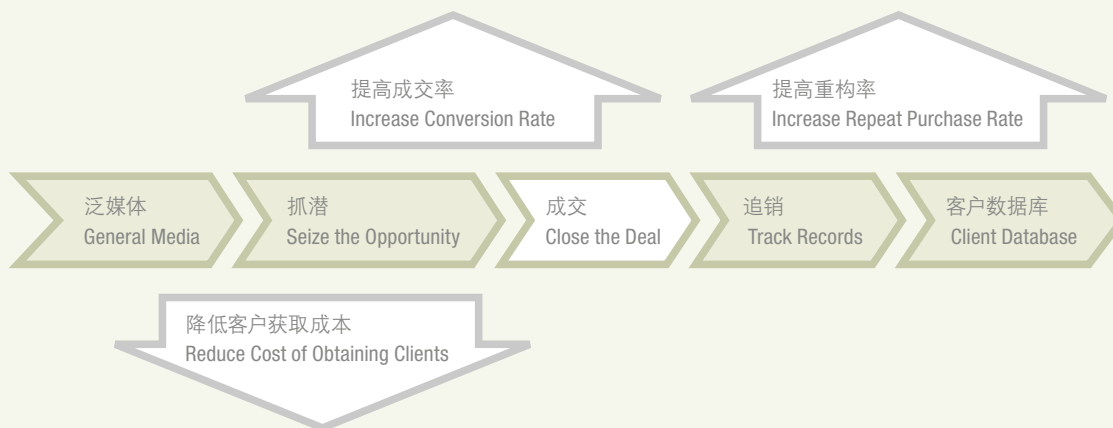 提高成交率
Increase Conversion Rate
提高重构率
Increase Repeat Purchase Rate
泛媒体
General Media
抓潜
Seize the Opportunity
成交
Close the Deal
追销
Track Records
客户数据库
Client Database
降低客户获取成本
Reduce Cost of Obtaining Clients